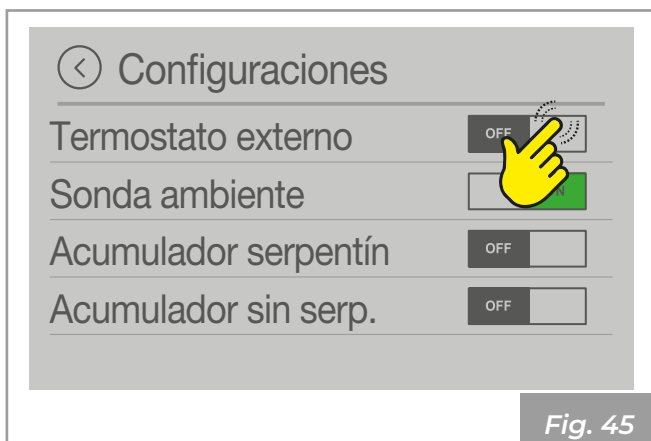 Configuraciones
Termostato externo OFF
Sonda ambiente
Acumulador serpentín OFF
Acumulador sin serp. OFF
Fig. 45